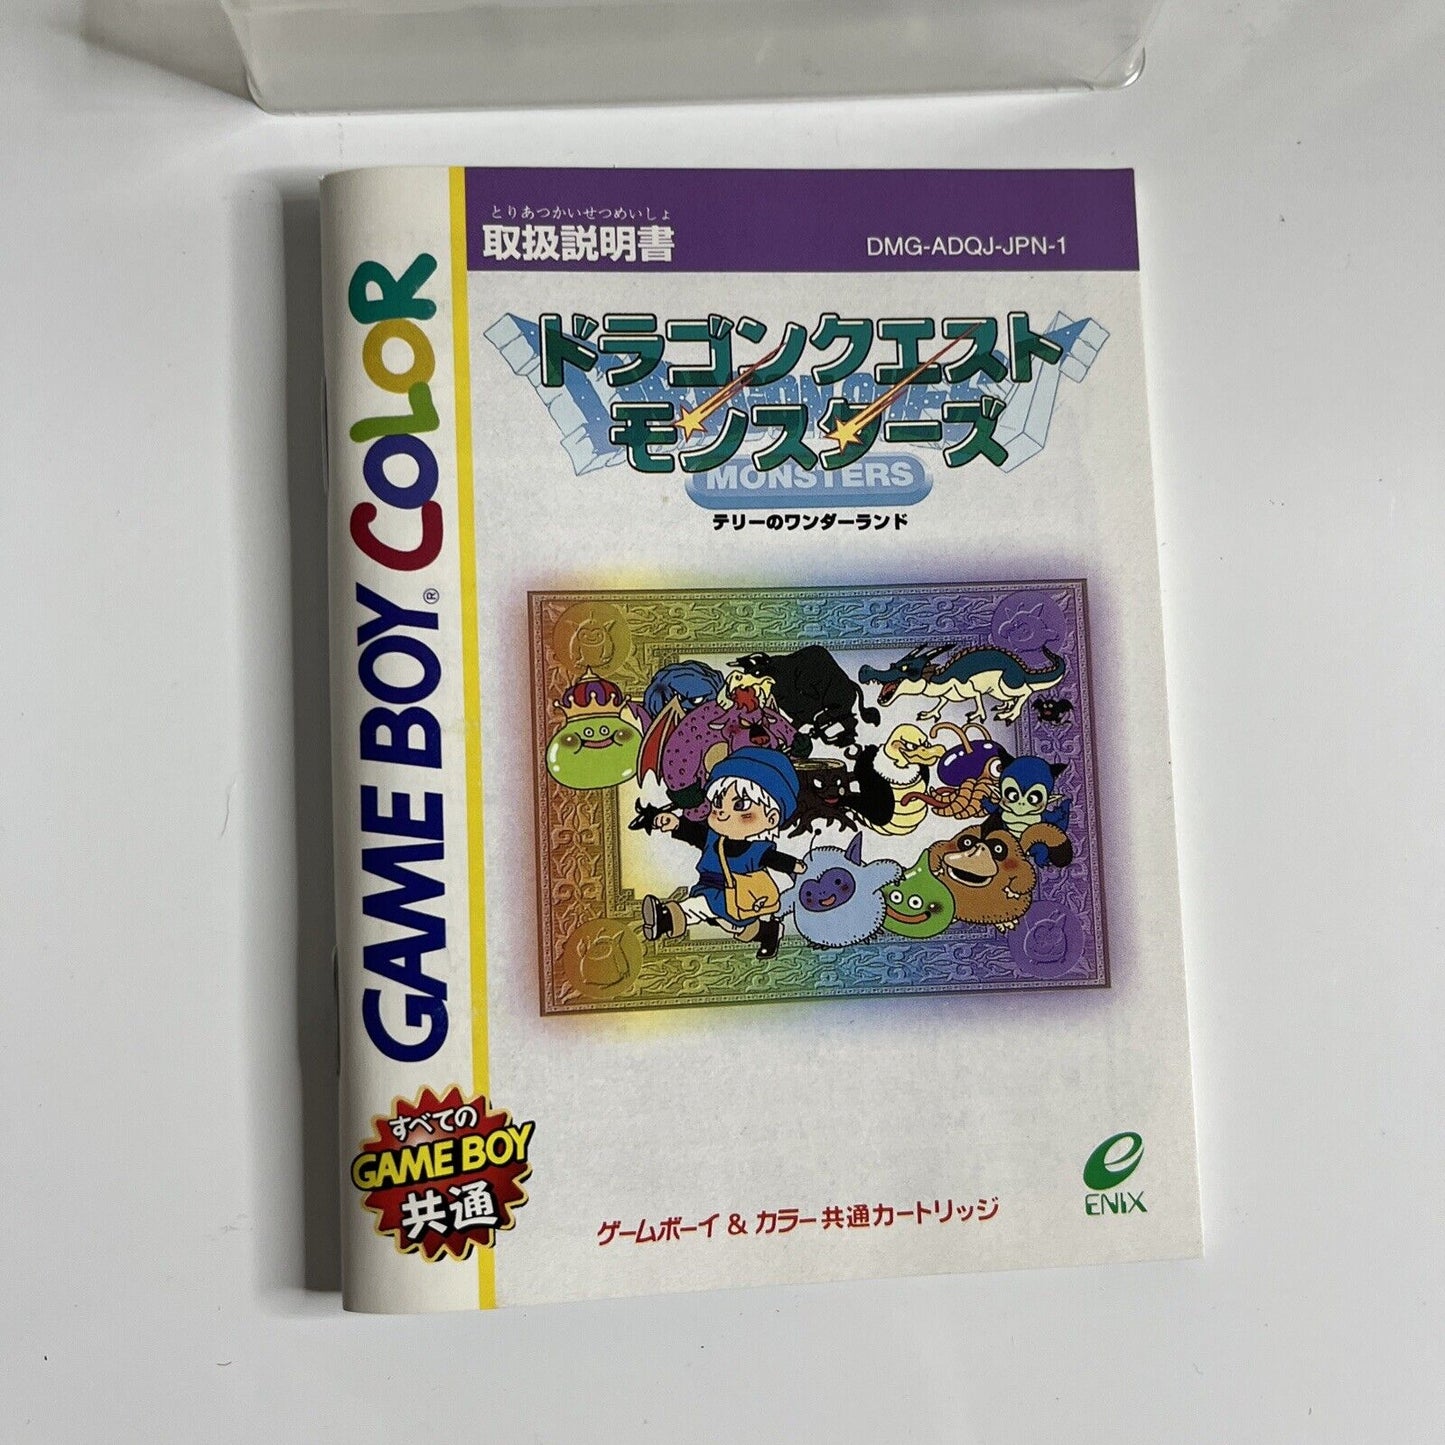 とりあつかいせつめいしょ
取扱説明書
DMG-ADQJ-JPN-1
GAME BOY® COLOR
ドラゴンクエスト
モンスターズ
MONSTERS
テリーのワンダーランド
すべての
GAME BOY
共通
ゲームボーイ & カラー共通カートリッジ
e
ENIX